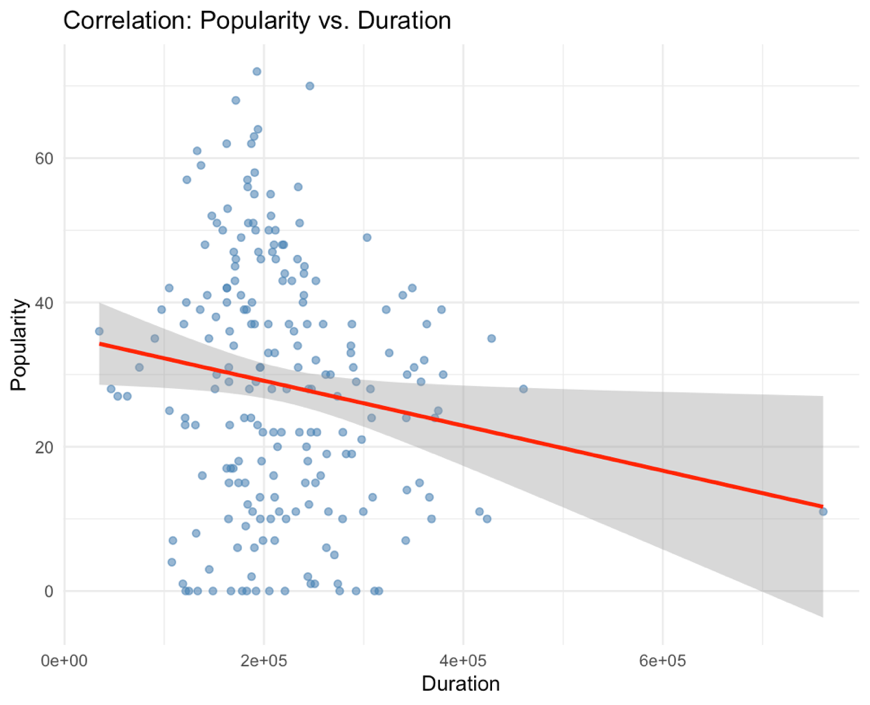 Correlation: Popularity vs. Duration
Popularity
60
40
20
0
0e+00 2e+05 4e+05 6e+05
Duration